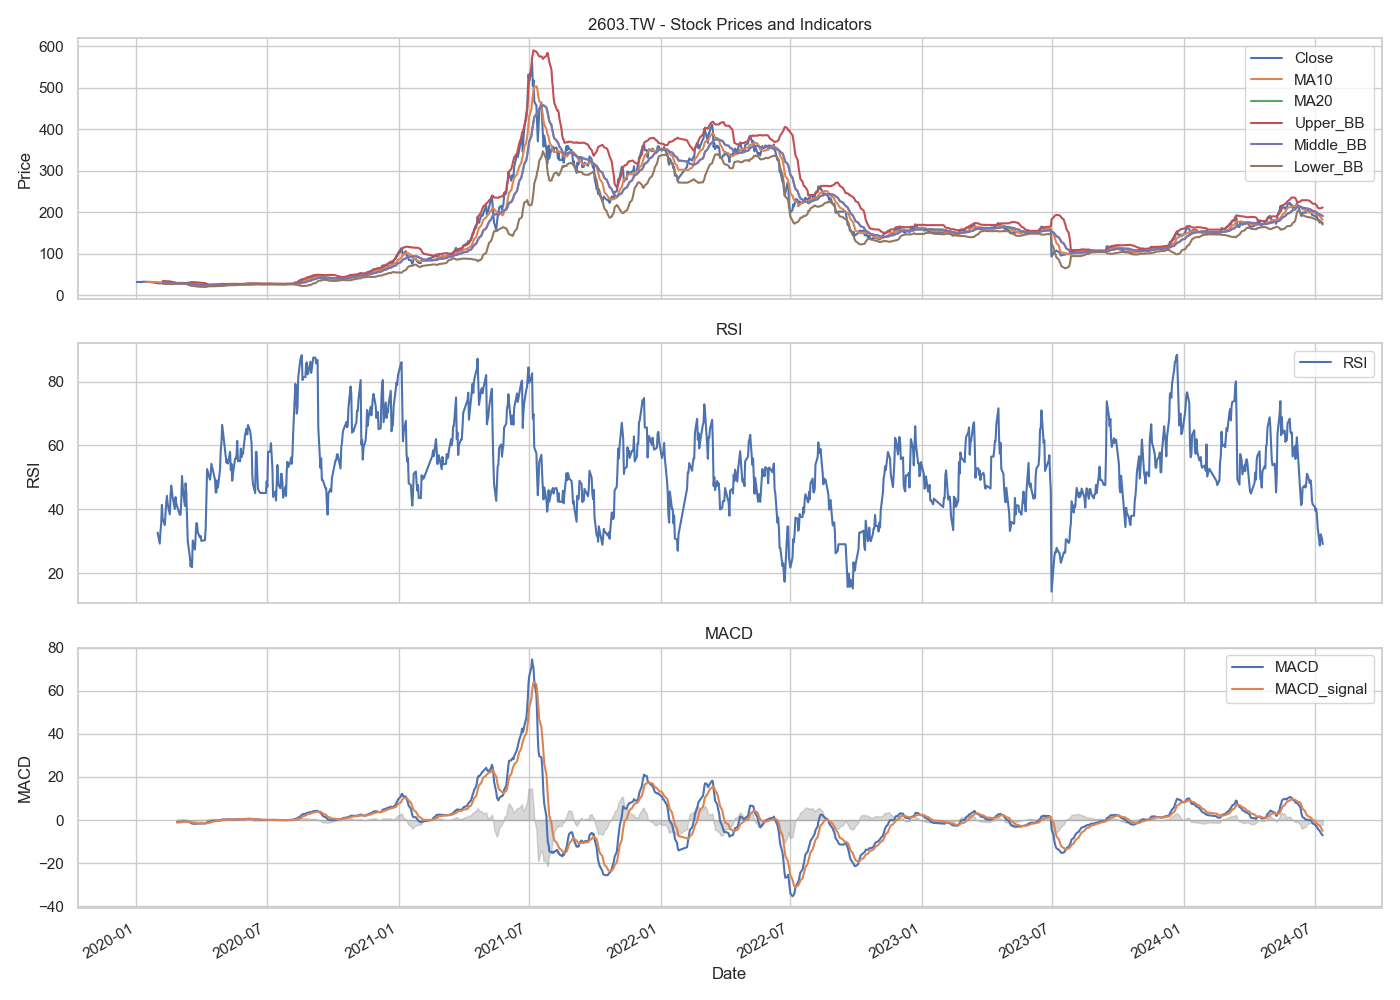 2603.TW - Stock Prices and Indicators
600
500
400
300
200
100
0
Price
Close
MA10
MA20
Upper_BB
Middle_BB
Lower_BB
RSI
80
60
40
20
RSI
RSI
MACD
80
60
40
20
0
−20
−40
MACD
MACD
MACD_signal
2020-01
2020-07
2021-01
2021-07
2022-01
2022-07
2023-01
2023-07
2024-01
2024-07
Date